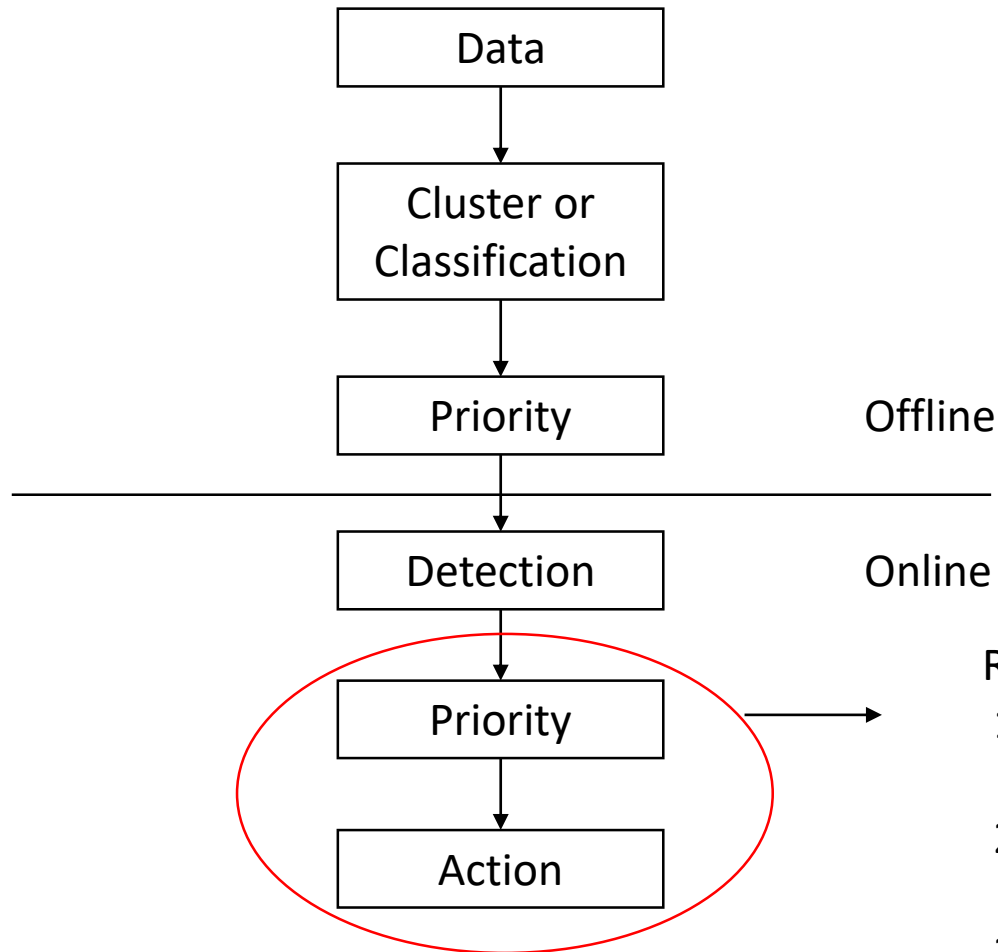 Data
Cluster or
Classification
Priority
Offline
Detection
Online
Priority
Action